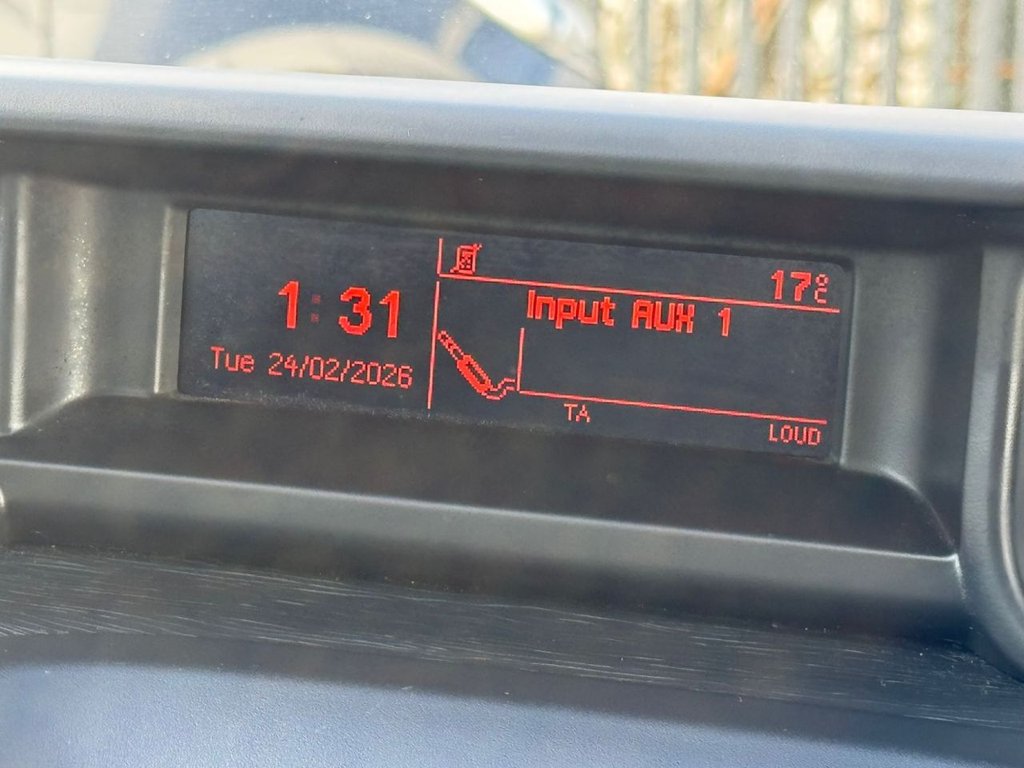 1:31
Tue 24/02/2026
17°C
Input AUX 1
TA
LOUD